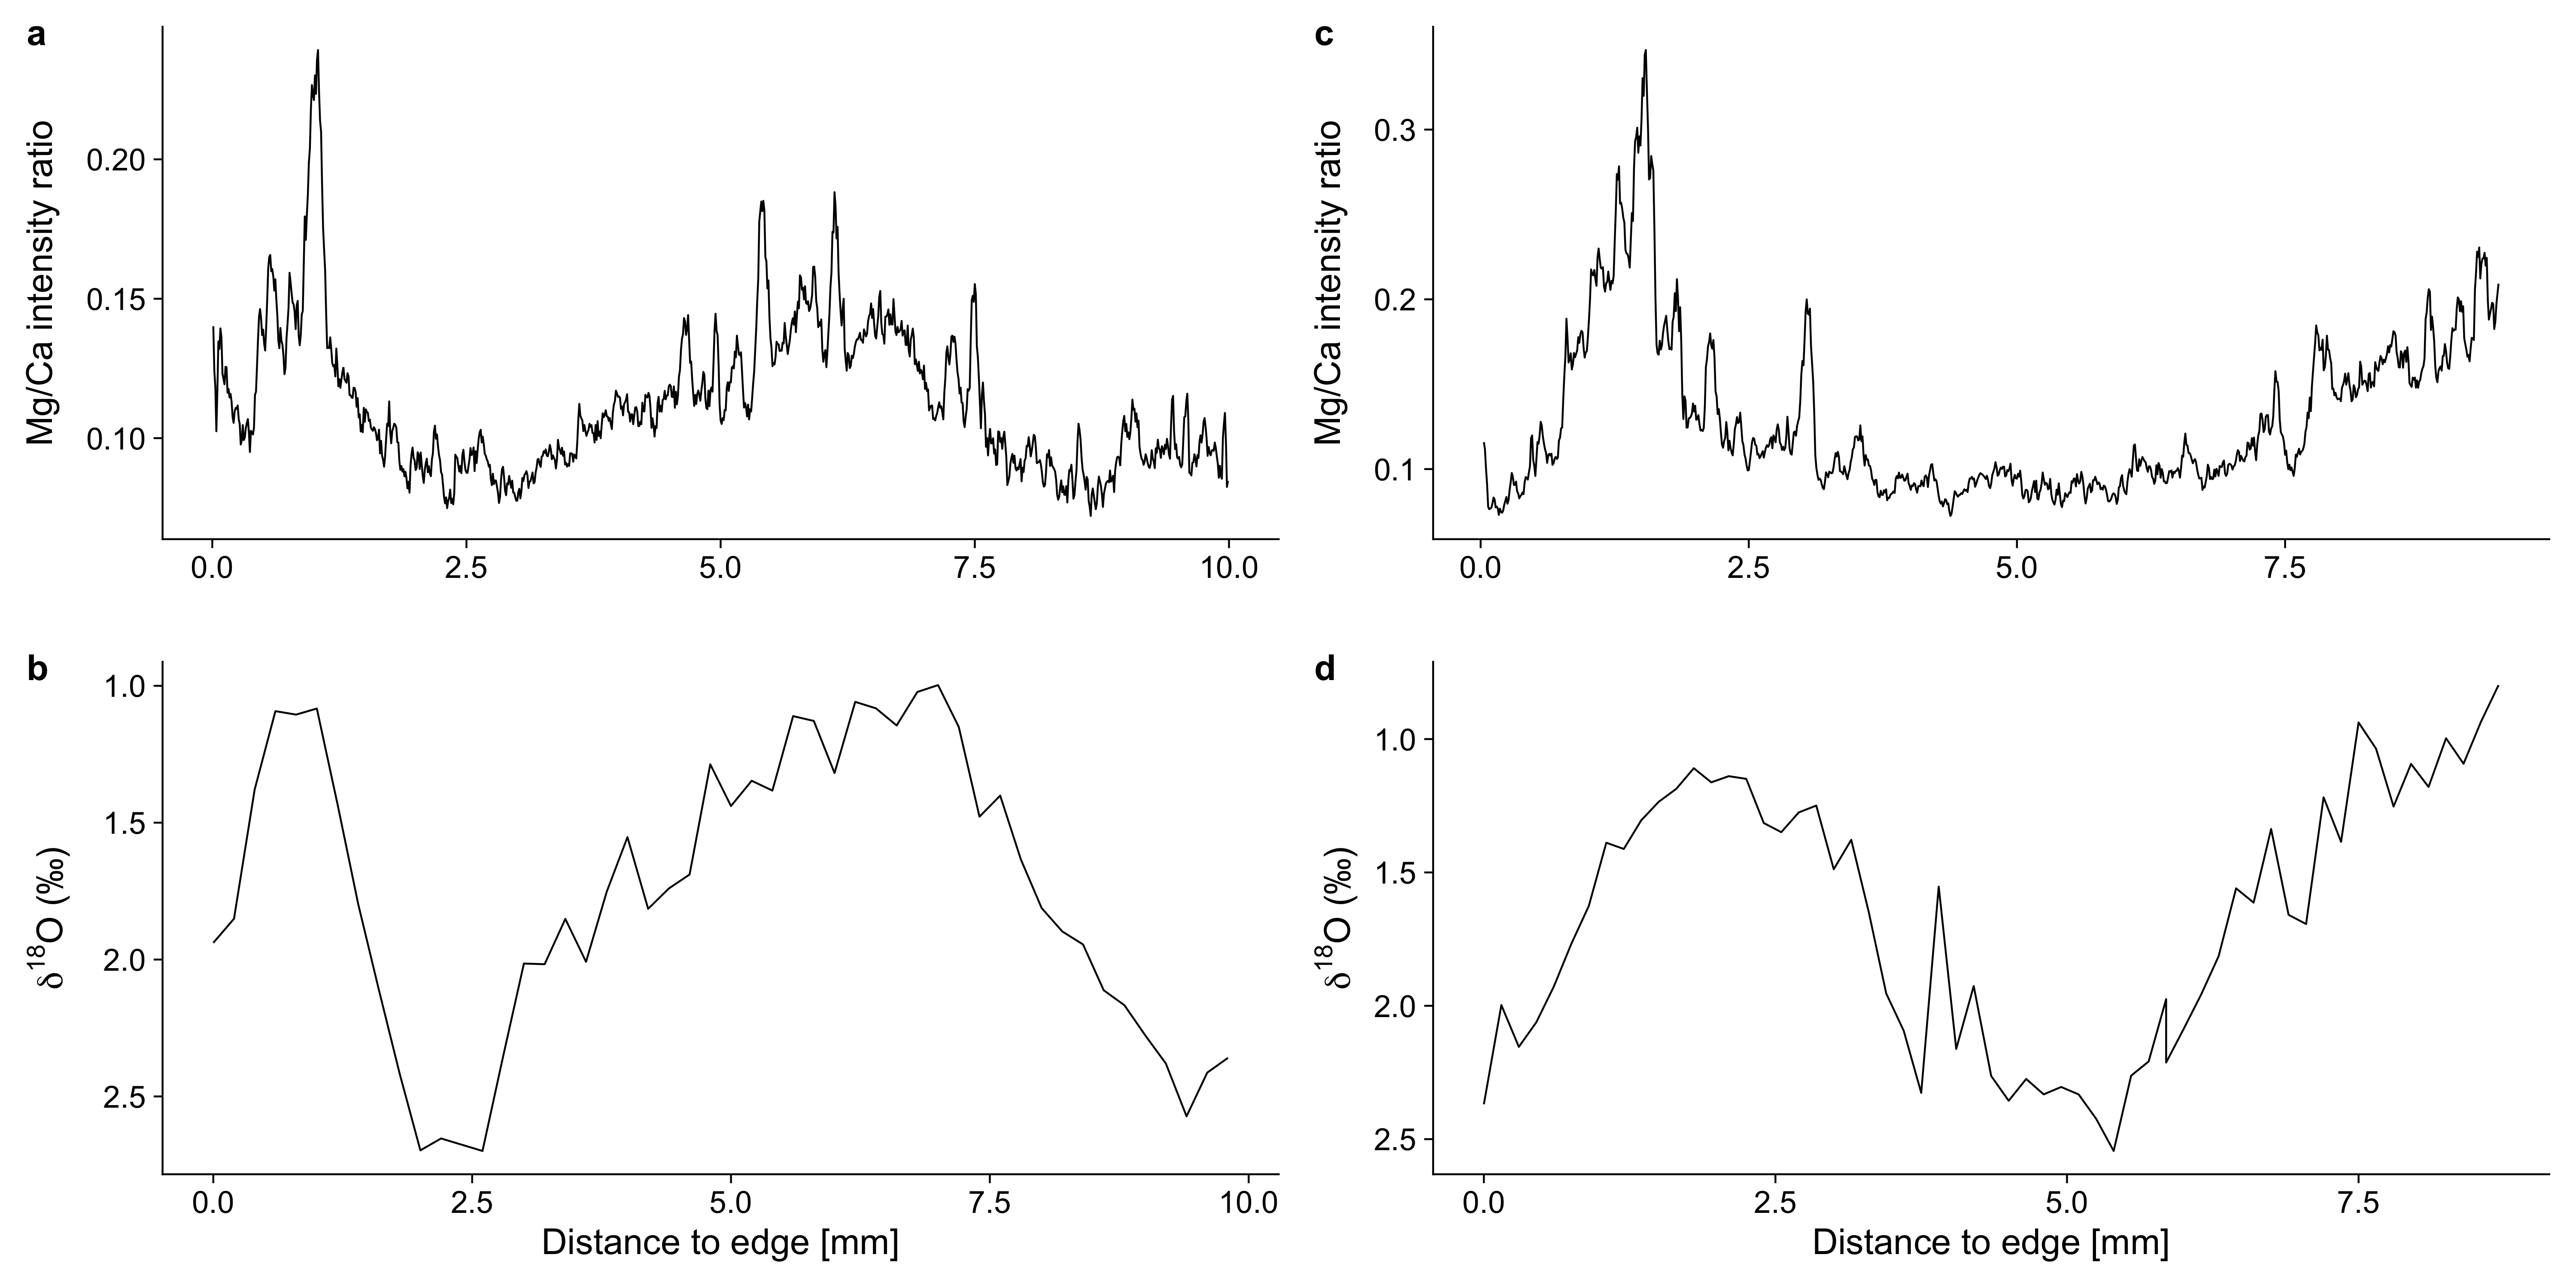 a
Mg/Ca intensity ratio
0.20
0.15
0.10
0.0 2.5 5.0 7.5 10.0
b
δ18O (‰)
1.0
1.5
2.0
2.5
0.0 2.5 5.0 7.5 10.0
Distance to edge [mm]
c
Mg/Ca intensity ratio
0.3
0.2
0.1
0.0 2.5 5.0 7.5
d
δ18O (‰)
1.0
1.5
2.0
2.5
0.0 2.5 5.0 7.5
Distance to edge [mm]